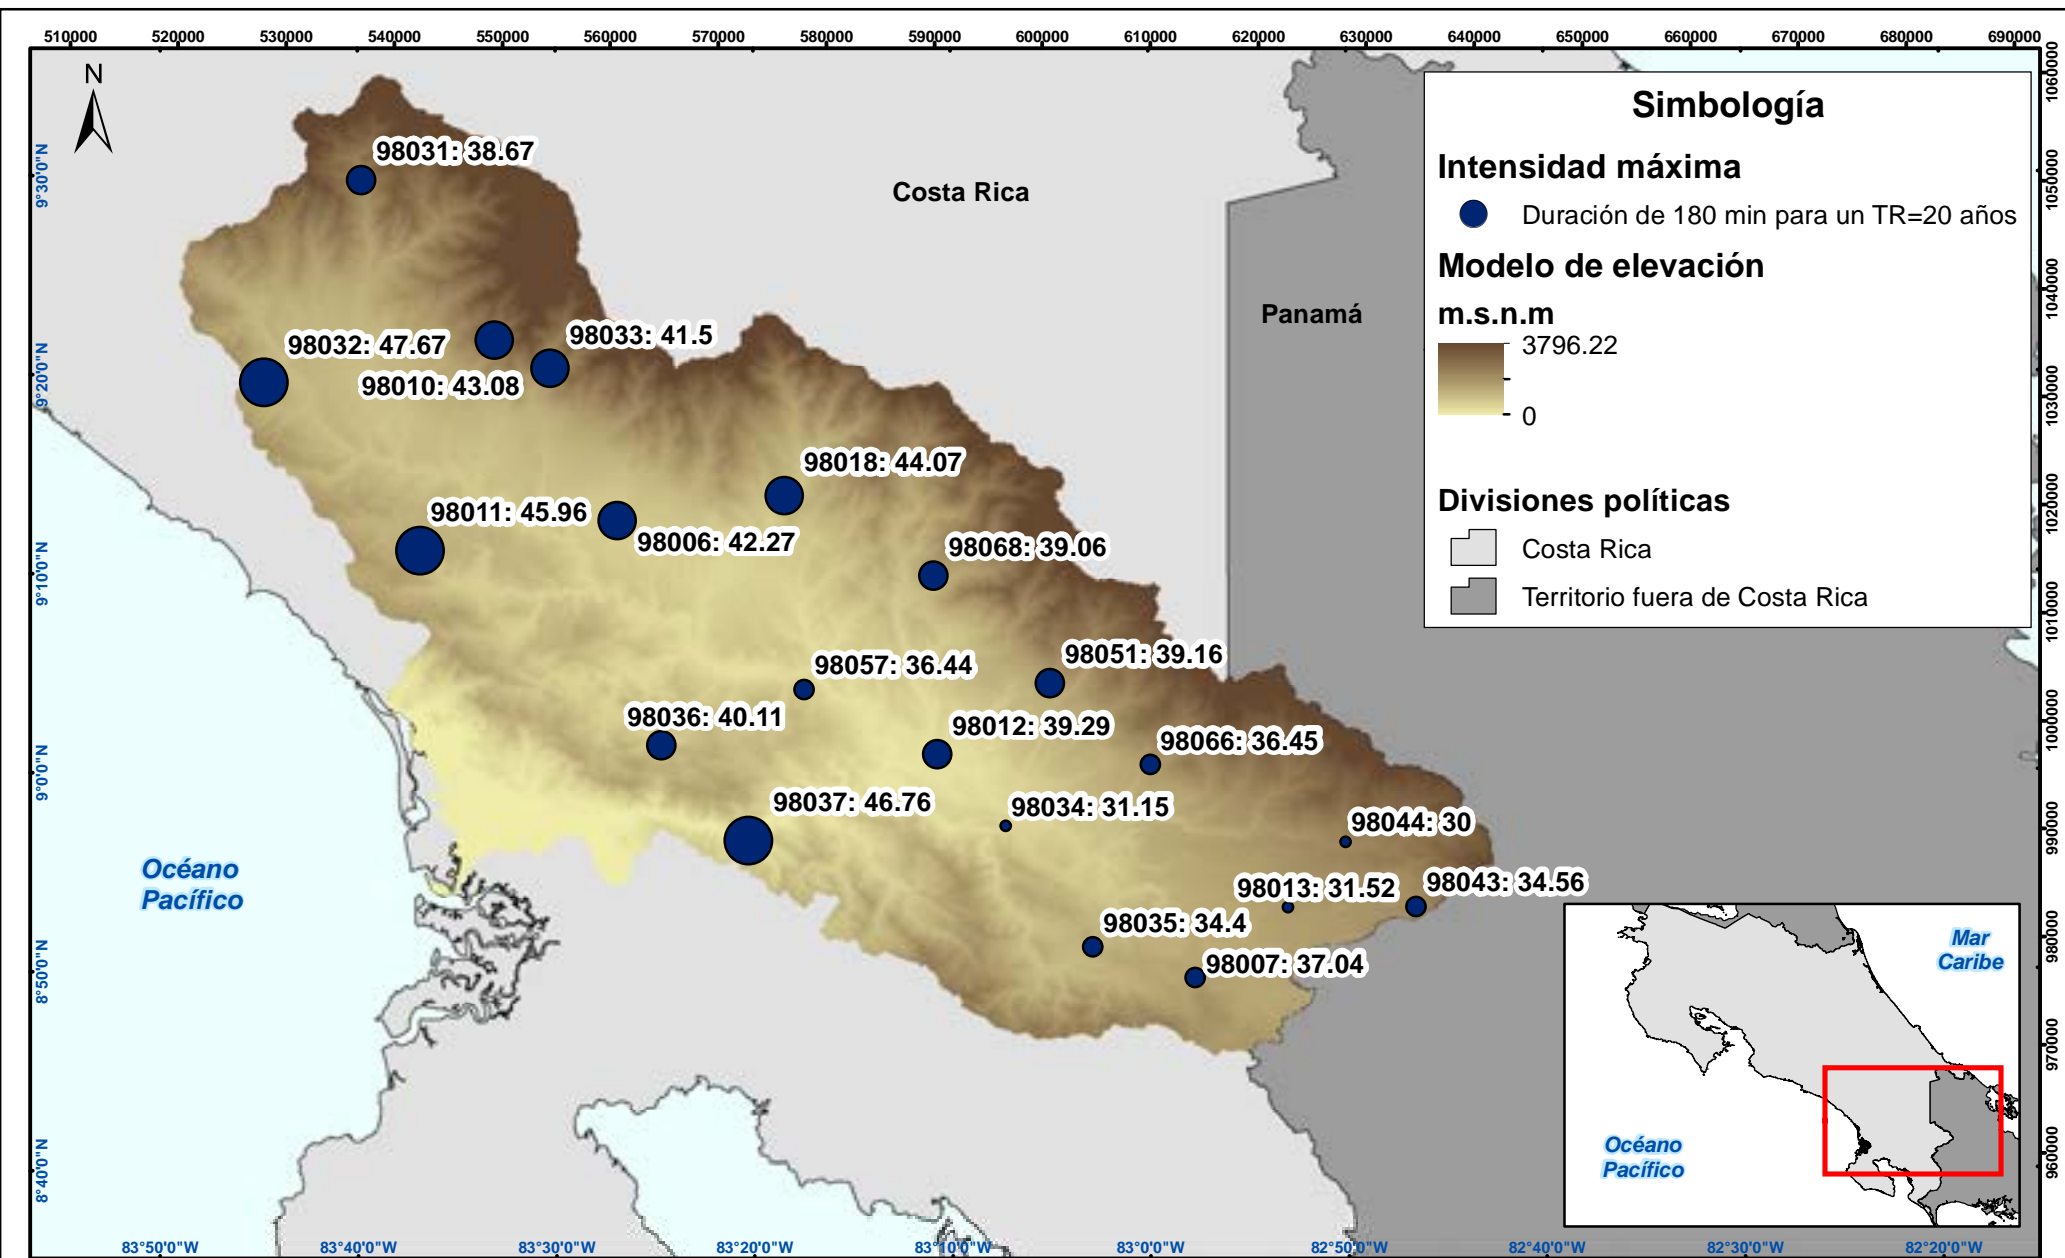 510000 520000 530000 540000 550000 560000 570000 580000 590000 600000 610000 620000 630000 640000 650000 660000 670000 680000 690000
N
Simbología
Intensidad máxima
Duración de 180 min para un TR=20 años
Modelo de elevación
m.s.n.m
3796.22
0
Divisiones políticas
Costa Rica
Territorio fuera de Costa Rica
Costa Rica
Panamá
98031: 38.67
98033: 41.5
98032: 47.67
98010: 43.08
98018: 44.07
98011: 45.96
98006: 42.27
98068: 39.06
98051: 39.16
98057: 36.44
98036: 40.11
98012: 39.29
98066: 36.45
98037: 46.76
98034: 31.15
98044: 30
98013: 31.52
98043: 34.56
98035: 34.4
98007: 37.04
Océano
Pacífico
Mar
Caribe
Océano
Pacífico
9°30'0"N
9°20'0"N
9°10'0"N
9°0'0"N
8°50'0"N
8°40'0"N
1060000
1050000
1040000
1030000
1020000
1010000
1000000
990000
980000
970000
960000
83°50'0"W 83°40'0"W 83°30'0"W 83°20'0"W 83°10'0"W 83°0'0"W 82°50'0"W 82°40'0"W 82°30'0"W 82°20'0"W